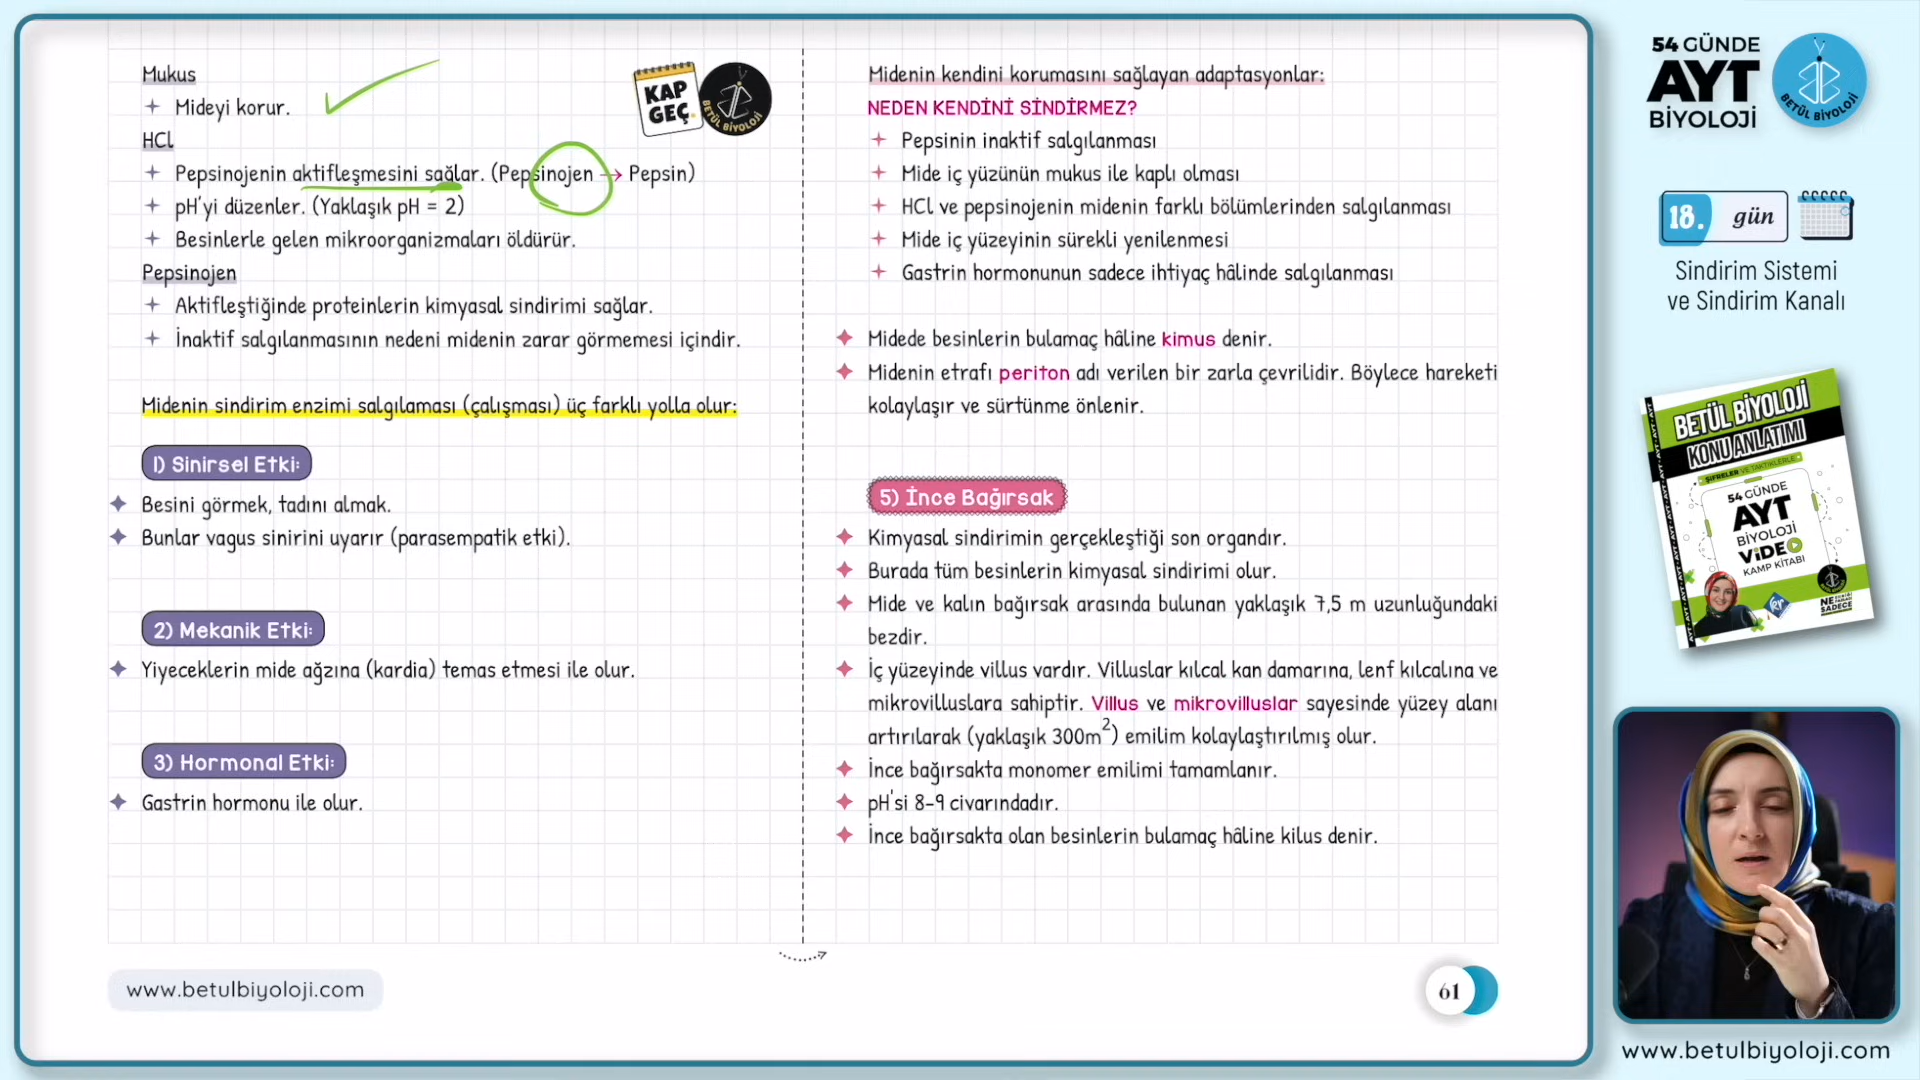 Mukus
Mideyi korur.
HCl
Pepsinojenin aktifleşmesini sağlar. (Pepsinojen → Pepsin)
pH'yi düzenler. (Yaklaşık pH = 2)
Besinlerle gelen mikroorganizmaları öldürür.
Pepsinojen
Aktifleştiğinde proteinlerin kimyasal sindirimi sağlar.
İnaktif salgılanmasının nedeni midenin zarar görmemesi içindir.
KAP
GEÇ.
BETÜL BİYOLOJİ
Midenin sindirim enzimi salgılaması (çalışması) üç farklı yolla olur:
1) Sinirsel Etki:
Besini görmek, tadını almak.
Bunlar vagus sinirini uyarır (parasempatik etki).
2) Mekanik Etki:
Yiyeceklerin mide ağzına (kardia) temas etmesi ile olur.
3) Hormonal Etki:
Gastrin hormonu ile olur.
www.betulbiyoloji.com
Midenin kendini korumasını sağlayan adaptasyonlar:
NEDEN KENDİNİ SİNDİRMEZ?
Pepsinin inaktif salgılanması
Mide iç yüzünün mukus ile kaplı olması
HCl ve pepsinojenin midenin farklı bölümlerinden salgılanması
Mide iç yüzeyinin sürekli yenilenmesi
Gastrin hormonunun sadece ihtiyaç hâlinde salgılanması
Midede besinlerin bulamaç hâline kimus denir.
Midenin etrafı periton adı verilen bir zarla çevrilidir. Böylece hareketi
kolaylaşır ve sürtünme önlenir.
5) İnce Bağırsak
Kimyasal sindirimin gerçekleştiği son organdır.
Burada tüm besinlerin kimyasal sindirimi olur.
Mide ve kalın bağırsak arasında bulunan yaklaşık 7,5 m uzunluğundaki
bezdir.
İç yüzeyinde villus vardır. Villuslar kılcal kan damarına, lenf kılcalına ve
mikrovilluslara sahiptir. Villus ve mikrovilluslar sayesinde yüzey alanı
artırılarak (yaklaşık 300m²) emilim kolaylaştırılmış olur.
İnce bağırsakta monomer emilimi tamamlanır.
pH'si 8-9 civarındadır.
İnce bağırsakta olan besinlerin bulamaç hâline kilus denir.
61
54 GÜNDE
AYT
BİYOLOJİ
BETÜL BİYOLOJİ
18. gün
Sindirim Sistemi
ve Sindirim Kanalı
BETÜL BİYOLOJİ
KONU ANLATIMI
ŞİFRELER VE TAKTİKLERLE
54 GÜNDE
AYT
BİYOLOJİ
VİDEO
KAMP KİTABI
www.betulbiyoloji.com